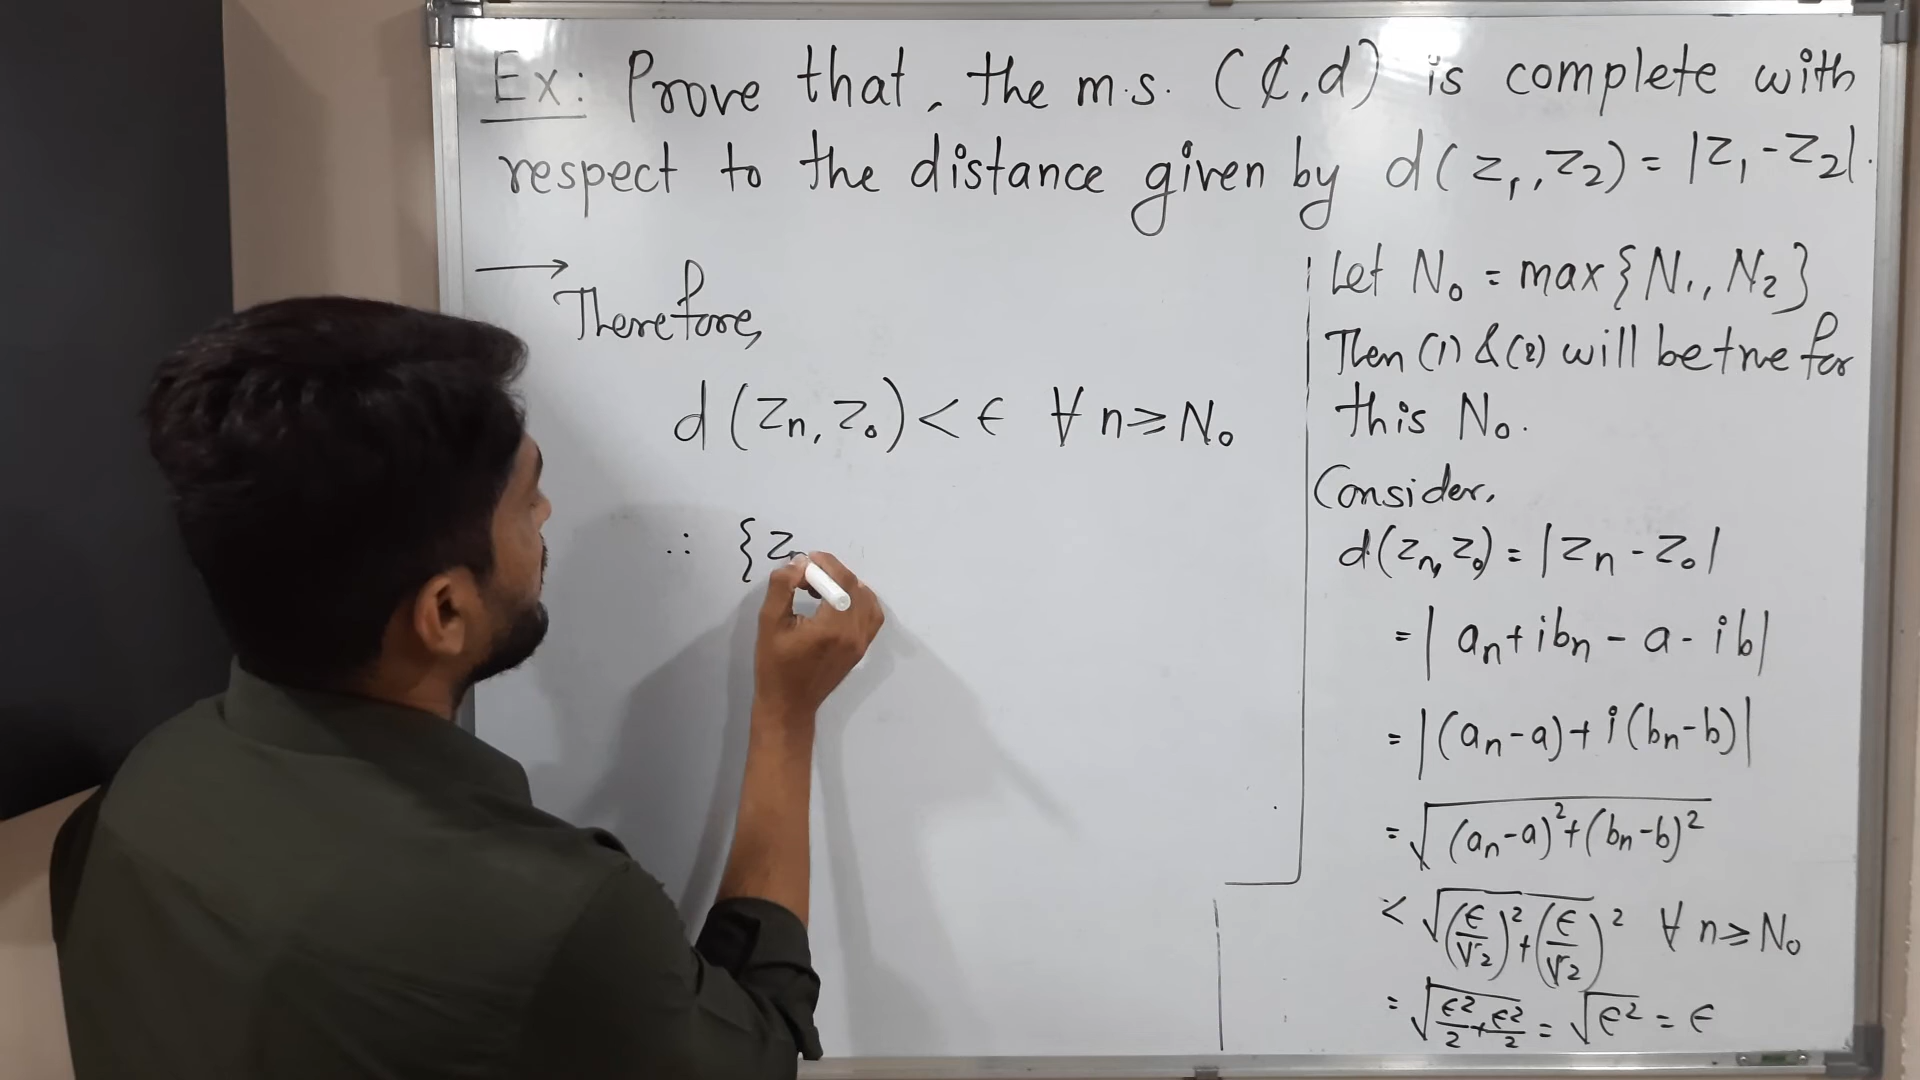 Ex: Prove that, the m.s. (ℂ, d) is complete with
respect to the distance given by d(z₁, z₂) = |z₁ - z₂|.
→ Therefore,
d(zₙ, z₀) < ϵ ∀ n ≥ N₀
∴ {zₙ
Let N₀ = max{N₁, N₂}
Then (1) & (2) will be true for
this N₀.
Consider,
d(zₙ, z₀) = |zₙ - z₀|
= |aₙ + ibₙ - a - ib|
= |(aₙ - a) + i(bₙ - b)|
= √((aₙ - a)² + (bₙ - b)²)
< √((ϵ/√2)² + (ϵ/√2)²) ∀ n ≥ N₀
= √(ϵ²/2 + ϵ²/2) = √ϵ² = ϵ